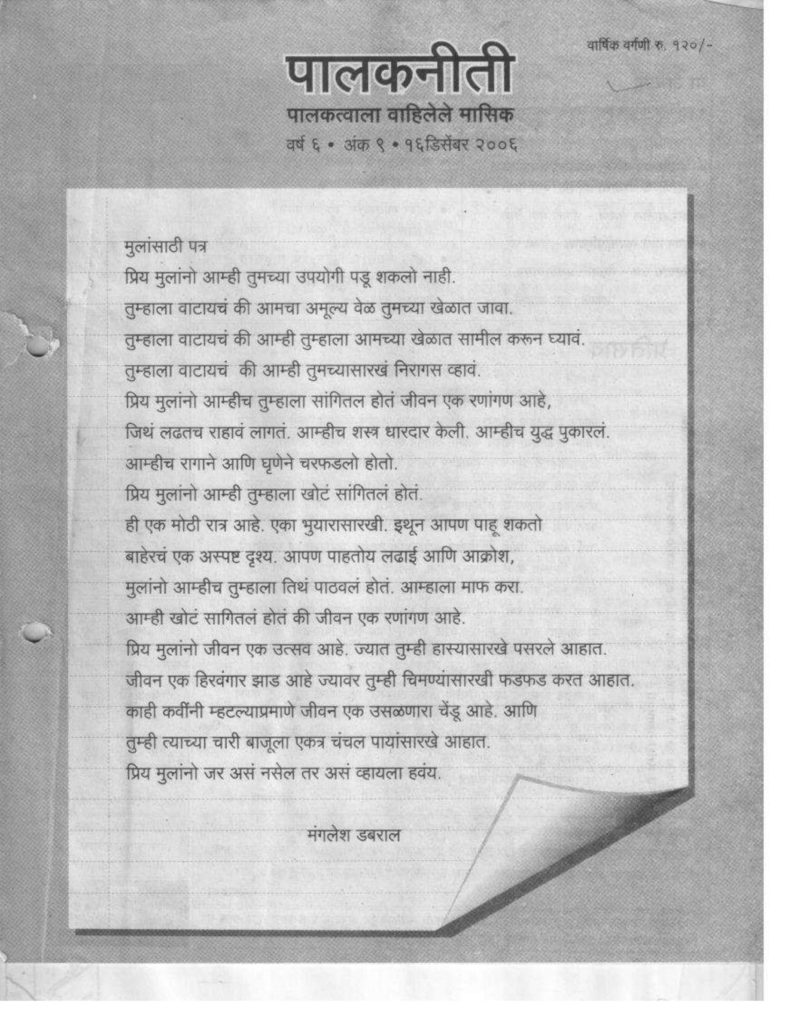 वार्षिक वर्गणी रु. १२०/-
पालकनीती
पालकत्वाला वाहिलेले मासिक
वर्ष ६ • अंक ९ • १६डिसेंबर २००६
मुलांसाठी पत्र
प्रिय मुलांनो आम्ही तुमच्या उपयोगी पडू शकलो नाही.
तुम्हाला वाटायचं की आमचा अमूल्य वेळ तुमच्या खेळात जावा.
तुम्हाला वाटायचं की आम्ही तुम्हाला आमच्या खेळात सामील करून घ्यावं.
तुम्हाला वाटायचं की आम्ही तुमच्यासारखं निरागस व्हावं.
प्रिय मुलांनो आम्हीच तुम्हाला सांगितल होतं जीवन एक रणांगण आहे,
जिथं लढतच राहावं लागतं. आम्हीच शस्त्र धारदार केली. आम्हीच युद्ध पुकारलं.
आम्हीच रागाने आणि घृणेने चरफडलो होतो.
प्रिय मुलांनो आम्ही तुम्हाला खोटं सांगितलं होतं.
ही एक मोठी रात्र आहे. एका भुयारासारखी. इथून आपण पाहू शकतो
बाहेरचं एक अस्पष्ट दृश्य. आपण पाहतोय लढाई आणि आक्रोश,
मुलांनो आम्हीच तुम्हाला तिथं पाठवलं होतं. आम्हाला माफ करा.
आम्ही खोटं सागितलं होतं की जीवन एक रणांगण आहे.
प्रिय मुलांनो जीवन एक उत्सव आहे. ज्यात तुम्ही हास्यासारखे पसरले आहात.
जीवन एक हिरवंगार झाड आहे ज्यावर तुम्ही चिमण्यांसारखी फडफड करत आहात.
काही कवींनी म्हटल्याप्रमाणे जीवन एक उसळणारा चेंडू आहे. आणि
तुम्ही त्याच्या चारी बाजूला एकत्र चंचल पायांसारखे आहात.
प्रिय मुलांनो जर असं नसेल तर असं व्हायला हवंय.
मंगलेश डबराल